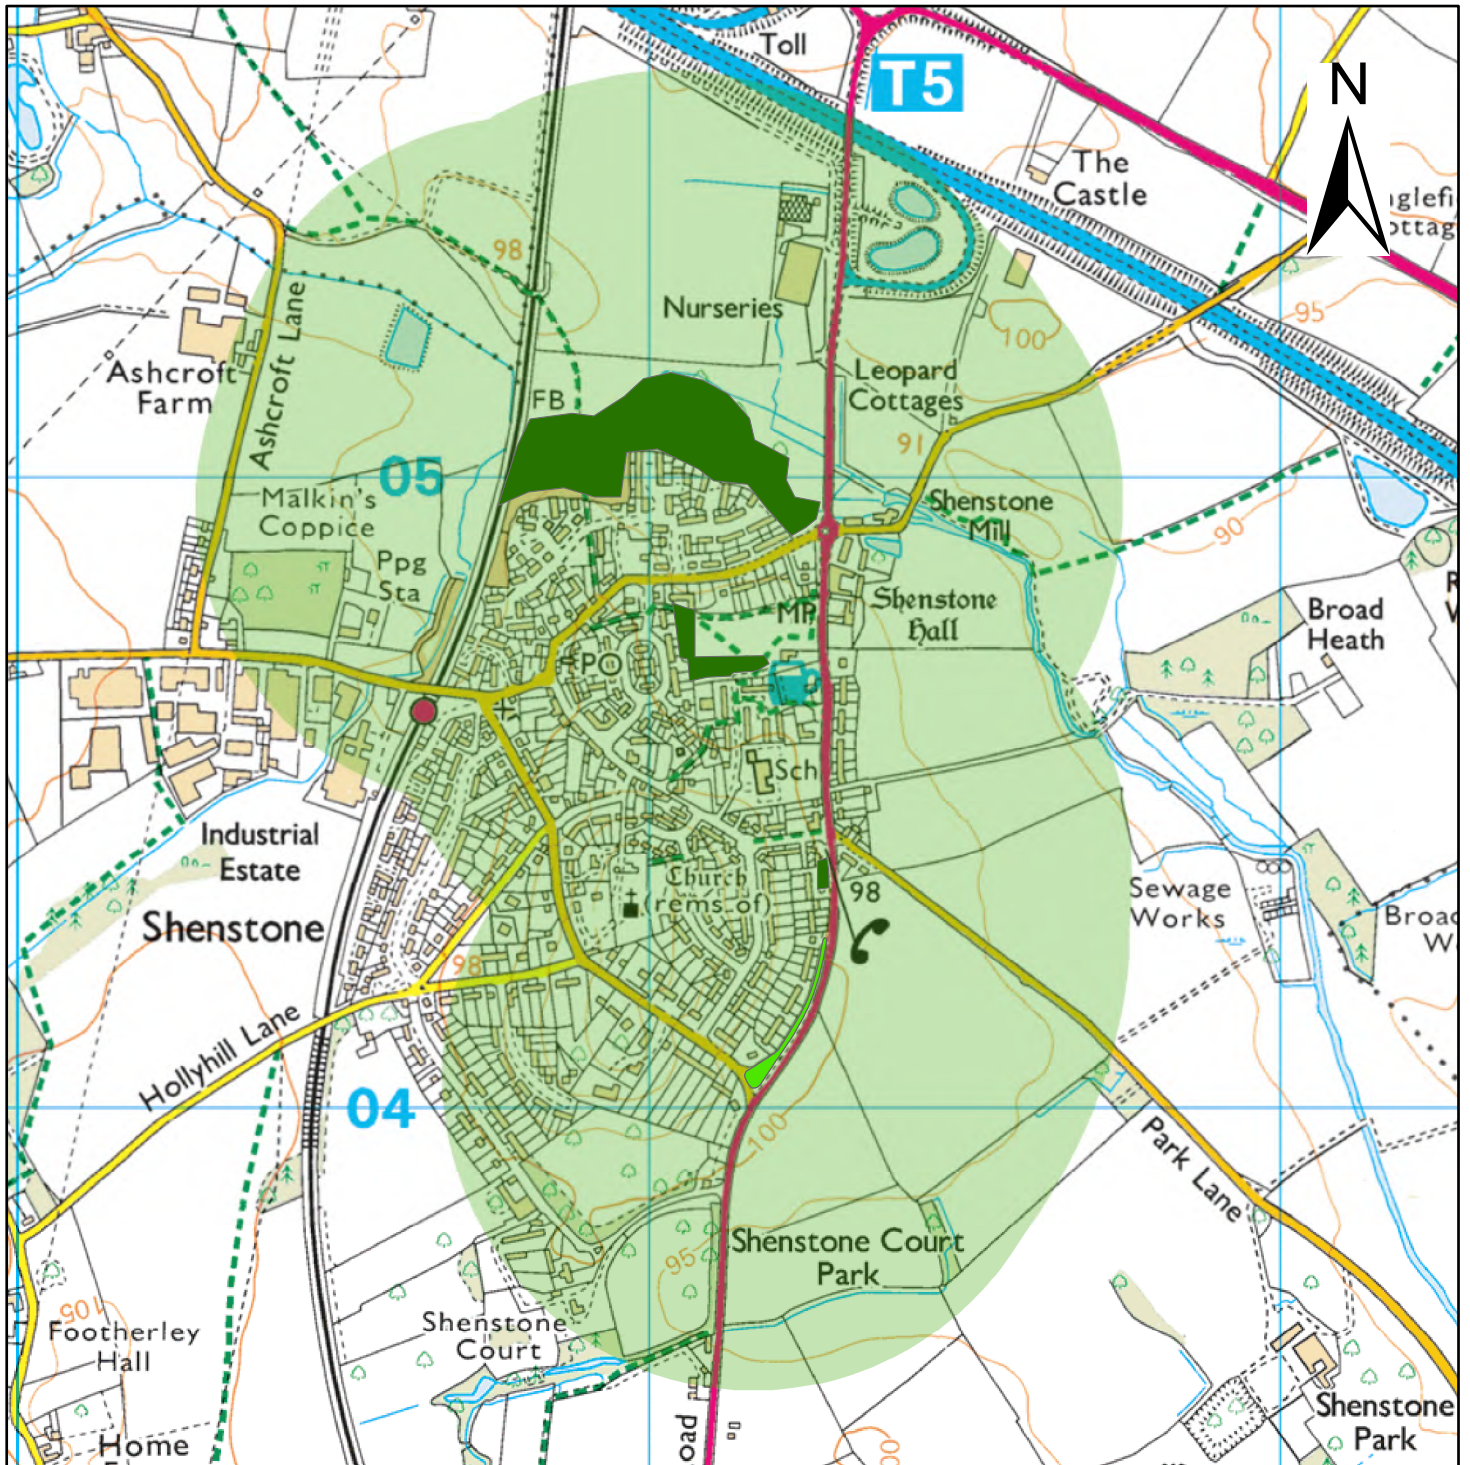 Toll
T5
N
The
Castle
98
Nurseries
Ashcroft
Farm
Ashcroft Lane
95
100
Leopard
Cottages
FB
91
05
Malkin's
Coppice
Ppg
Sta
Shenstone
Mill
90
MP
Shenstone
Hall
Broad
Heath
PO
Sch
Industrial
Estate
Shenstone
Church
(rems of)
98
Sewage
Works
98
Hollyhill Lane
04
100
Park Lane
Shenstone Court
Park
95
105
Footherley
Hall
Shenstone
Court
Shenstone
Park
Home